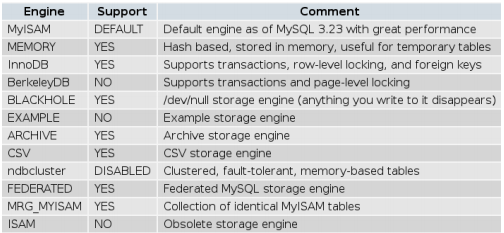 Engine Support Comment
MyISAM DEFAULT Default engine as of MySQL 3.23 with great performance
MEMORY YES Hash based, stored in memory, useful for temporary tables
InnoDB YES Supports transactions, row-level locking, and foreign keys
BerkeleyDB NO Supports transactions and page-level locking
BLACKHOLE YES /dev/null storage engine (anything you write to it disappears)
EXAMPLE NO Example storage engine
ARCHIVE YES Archive storage engine
CSV YES CSV storage engine
ndbcluster DISABLED Clustered, fault-tolerant, memory-based tables
FEDERATED YES Federated MySQL storage engine
MRG_MYISAM YES Collection of identical MyISAM tables
ISAM NO Obsolete storage engine